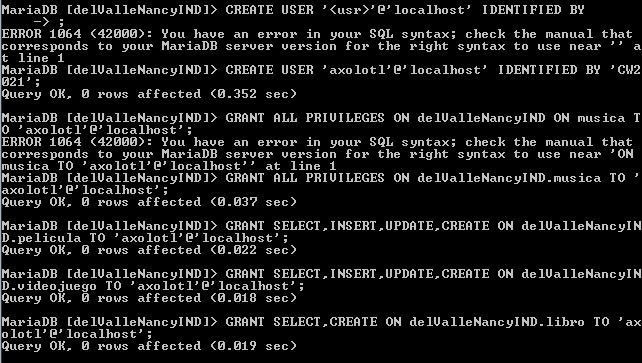 MariaDB [delValleNancyIND]> CREATE USER '<usr>'@'localhost' IDENTIFIED BY
    -> ;
ERROR 1064 (42000): You have an error in your SQL syntax; check the manual that
corresponds to your MariaDB server version for the right syntax to use near '' a
t line 1
MariaDB [delValleNancyIND]> CREATE USER 'axolotl'@'localhost' IDENTIFIED BY 'CW2
021';
Query OK, 0 rows affected (0.352 sec)
MariaDB [delValleNancyIND]> GRANT ALL PRIVILEGES ON delValleNancyIND ON musica T
O 'axolotl'@'localhost';
ERROR 1064 (42000): You have an error in your SQL syntax; check the manual that
corresponds to your MariaDB server version for the right syntax to use near 'ON
musica TO 'axolotl'@'localhost'' at line 1
MariaDB [delValleNancyIND]> GRANT ALL PRIVILEGES ON delValleNancyIND.musica TO '
axolotl'@'localhost';
Query OK, 0 rows affected (0.037 sec)
MariaDB [delValleNancyIND]> GRANT SELECT,INSERT,UPDATE,CREATE ON delValleNancyIN
D.pelicula TO 'axolotl'@'localhost';
Query OK, 0 rows affected (0.022 sec)
MariaDB [delValleNancyIND]> GRANT SELECT,INSERT,UPDATE,CREATE ON delValleNancyIN
D.videojuego TO 'axolotl'@'localhost';
Query OK, 0 rows affected (0.018 sec)
MariaDB [delValleNancyIND]> GRANT SELECT,CREATE ON delValleNancyIND.libro TO 'ax
olotl'@'localhost';
Query OK, 0 rows affected (0.019 sec)